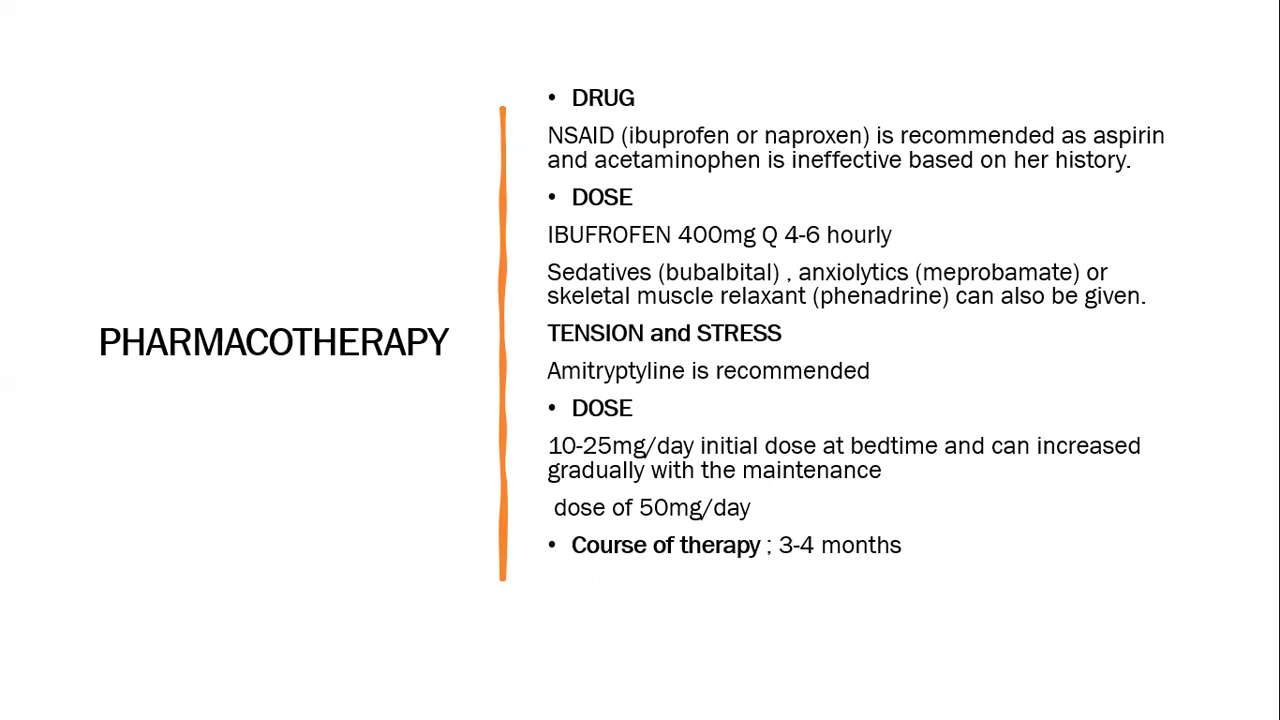 PHARMACOTHERAPY
• DRUG
NSAID (ibuprofen or naproxen) is recommended as aspirin
and acetaminophen is ineffective based on her history.
• DOSE
IBUFROFEN 400mg Q 4-6 hourly
Sedatives (bubalbital) , anxiolytics (meprobamate) or
skeletal muscle relaxant (phenadrine) can also be given.
TENSION and STRESS
Amitryptyline is recommended
• DOSE
10-25mg/day initial dose at bedtime and can increased
gradually with the maintenance
dose of 50mg/day
• Course of therapy ; 3-4 months